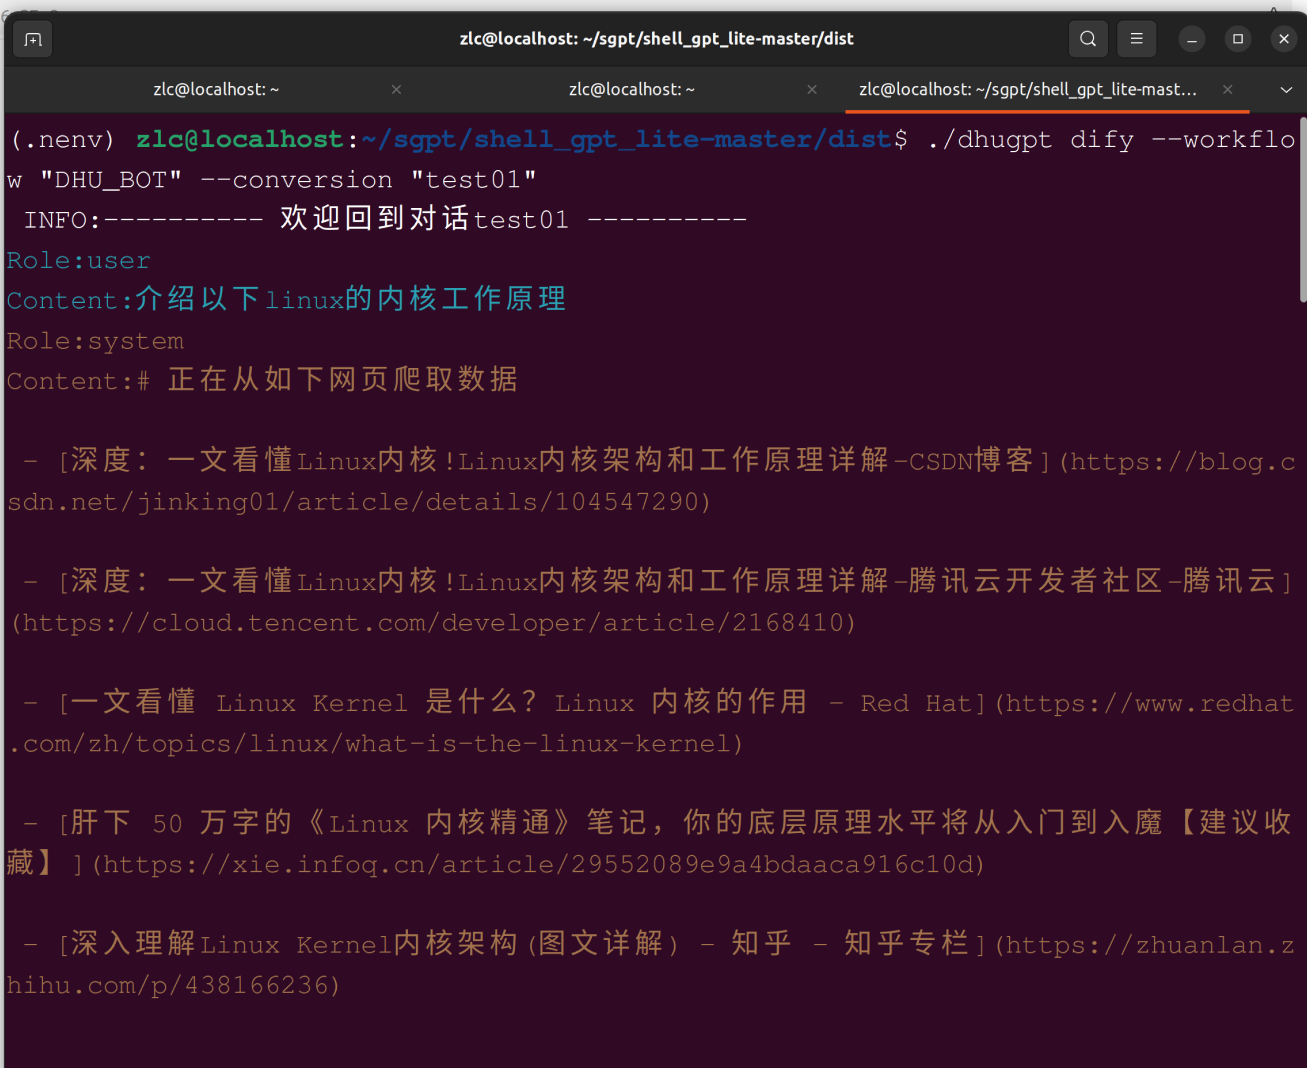 zlc@localhost: ~/sgpt/shell_gpt_lite-master/dist
zlc@localhost: ~
zlc@localhost: ~
zlc@localhost: ~/sgpt/shell_gpt_lite-mast...
(.nenv) zlc@localhost:~/sgpt/shell_gpt_lite-master/dist$ ./dhugpt dify --workflo
w "DHU_BOT" --conversion "test01"
INFO:---------- 欢迎回到对话test01 ----------
Role:user
Content:介绍以下linux的内核工作原理
Role:system
Content:# 正在从如下网页爬取数据
- [深度：一文看懂Linux内核!Linux内核架构和工作原理详解-CSDN博客](https://blog.c
sdn.net/jinking01/article/details/104547290)
- [深度：一文看懂Linux内核!Linux内核架构和工作原理详解-腾讯云开发者社区-腾讯云]
(https://cloud.tencent.com/developer/article/2168410)
- [一文看懂 Linux Kernel 是什么？Linux 内核的作用 - Red Hat](https://www.redhat
.com/zh/topics/linux/what-is-the-linux-kernel)
- [肝下 50 万字的《Linux 内核精通》笔记，你的底层原理水平将从入门到入魔【建议收
藏】](https://xie.infoq.cn/article/29552089e9a4bdaaca916c10d)
- [深入理解Linux Kernel内核架构(图文详解) - 知乎 - 知乎专栏](https://zhuanlan.z
hihu.com/p/438166236)